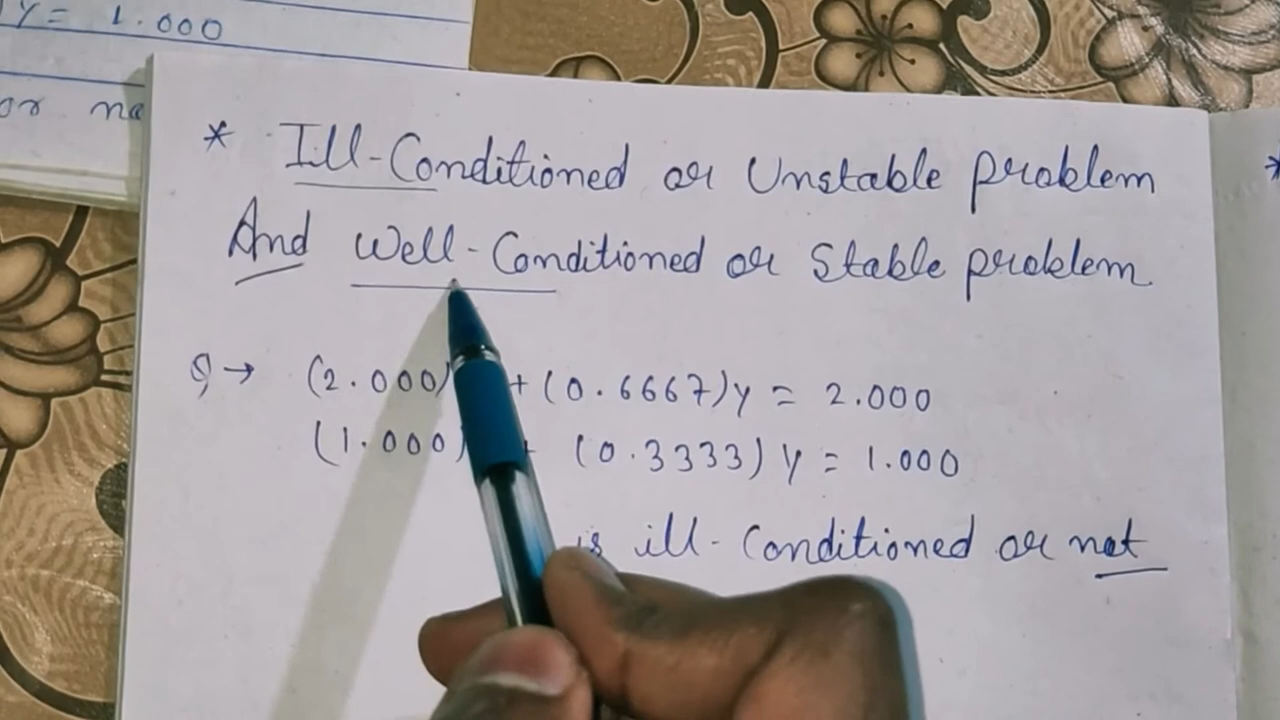 y = 1.000
or
* Ill-Conditioned or Unstable problem
And Well-Conditioned or Stable problem
Q → (2.000) + (0.6667)y = 2.000
(1.000) + (0.3333)y = 1.000
is ill-Conditioned or not
*